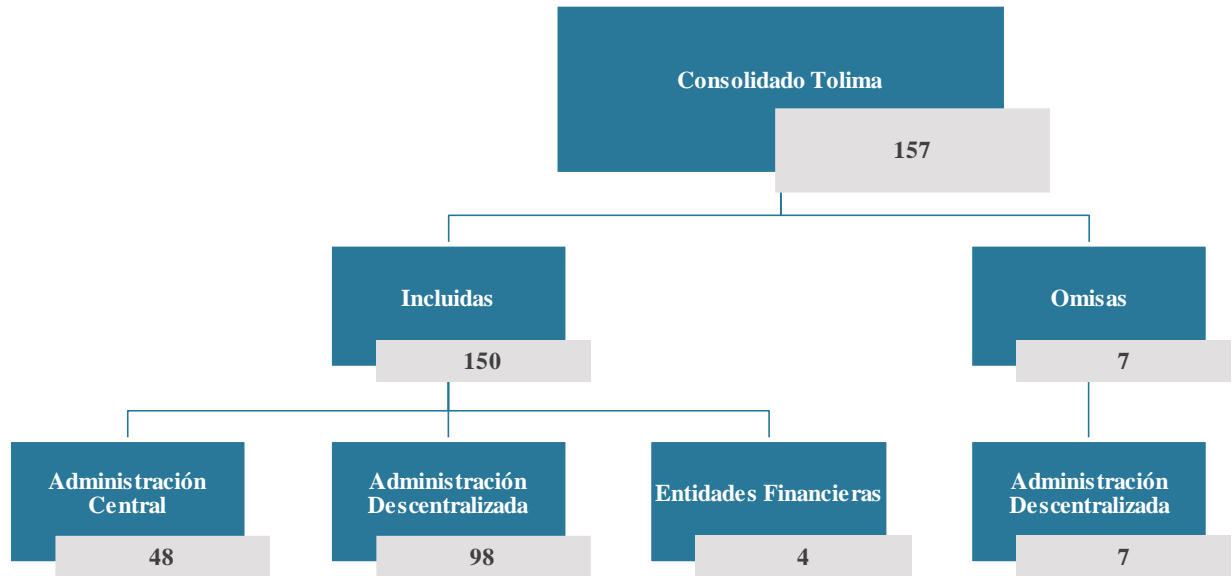 Consolidado Tolima
157
Incluidas
150
Omisas
7
Administración
Central
48
Administración
Descentralizada
98
Entidades Financieras
4
Administración
Descentralizada
7